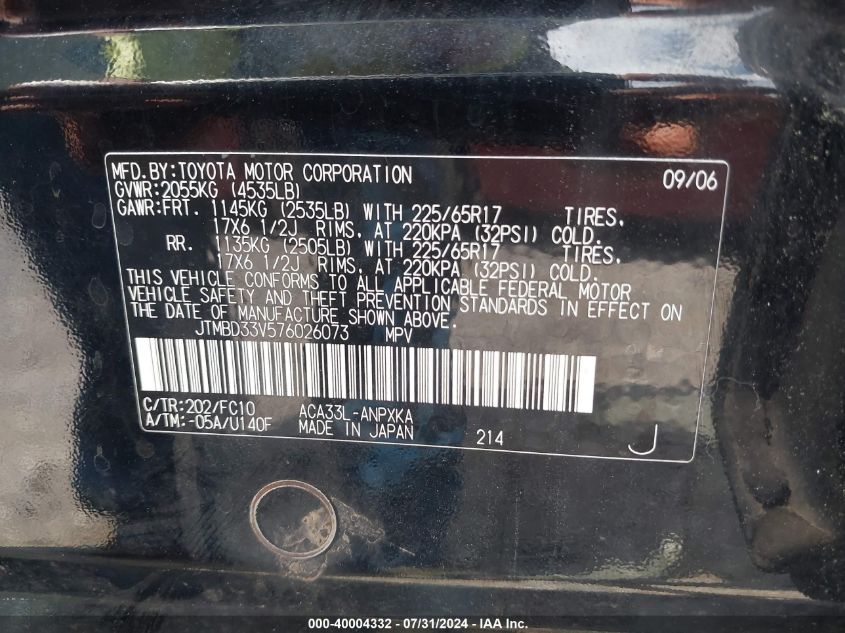 MFD.BY:TOYOTA MOTOR CORPORATION 09/06
GVWR:2055KG (4535LB)
GAWR:FRT. 1145KG (2535LB) WITH 225/65R17 TIRES,
17X6 1/2J RIMS, AT 220KPA (32PSI) COLD.
RR. 1135KG (2505LB) WITH 225/65R17 TIRES,
17X6 1/2J RIMS, AT 220KPA (32PSI) COLD.
THIS VEHICLE CONFORMS TO ALL APPLICABLE FEDERAL MOTOR
VEHICLE SAFETY AND THEFT PREVENTION STANDARDS IN EFFECT ON
THE DATE OF MANUFACTURE SHOWN ABOVE.
JTMBD33V576026073 MPV
C/TR:202/FC10 ACA33L-ANPXKA
A/TM:-05A/U140F MADE IN JAPAN 214 J
000-40004332 / 07/31/2024 - IAA Inc.